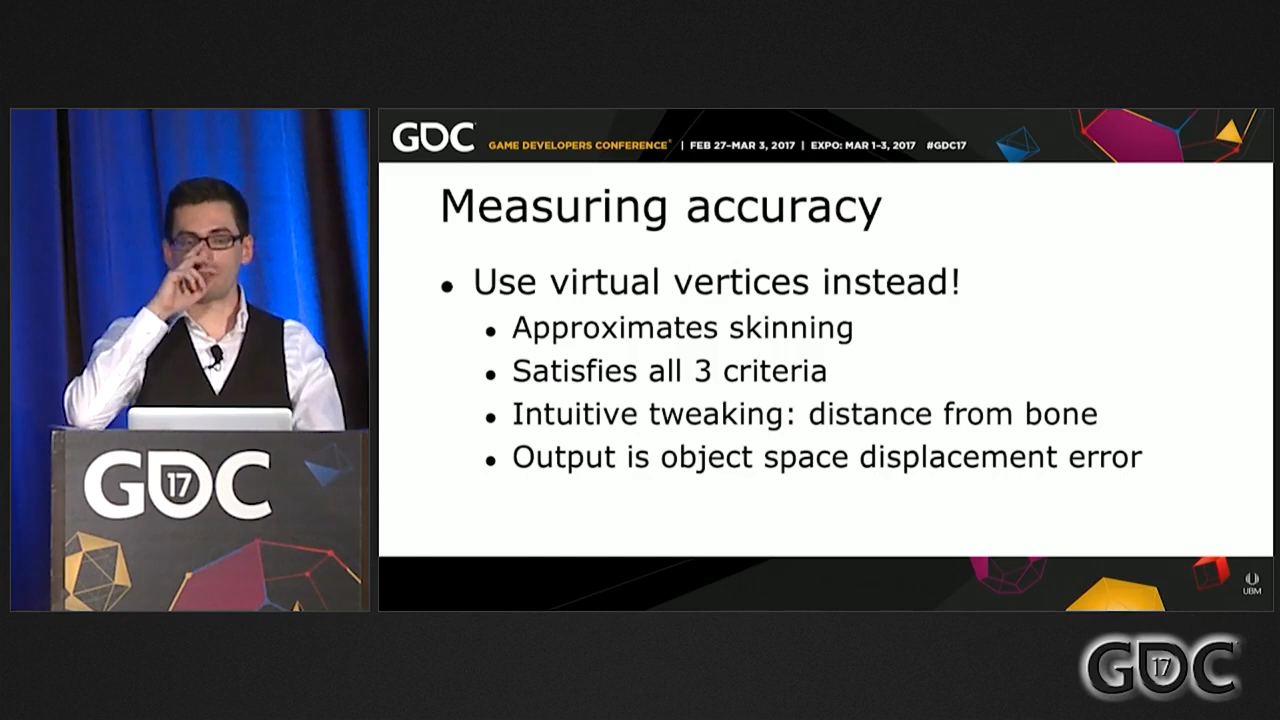 GDC
GAME DEVELOPERS CONFERENCE® | FEB 27–MAR 3, 2017 | EXPO: MAR 1–3, 2017 #GDC17
Measuring accuracy
• Use virtual vertices instead!
• Approximates skinning
• Satisfies all 3 criteria
• Intuitive tweaking: distance from bone
• Output is object space displacement error
GDC
17
UBM
GDC
17